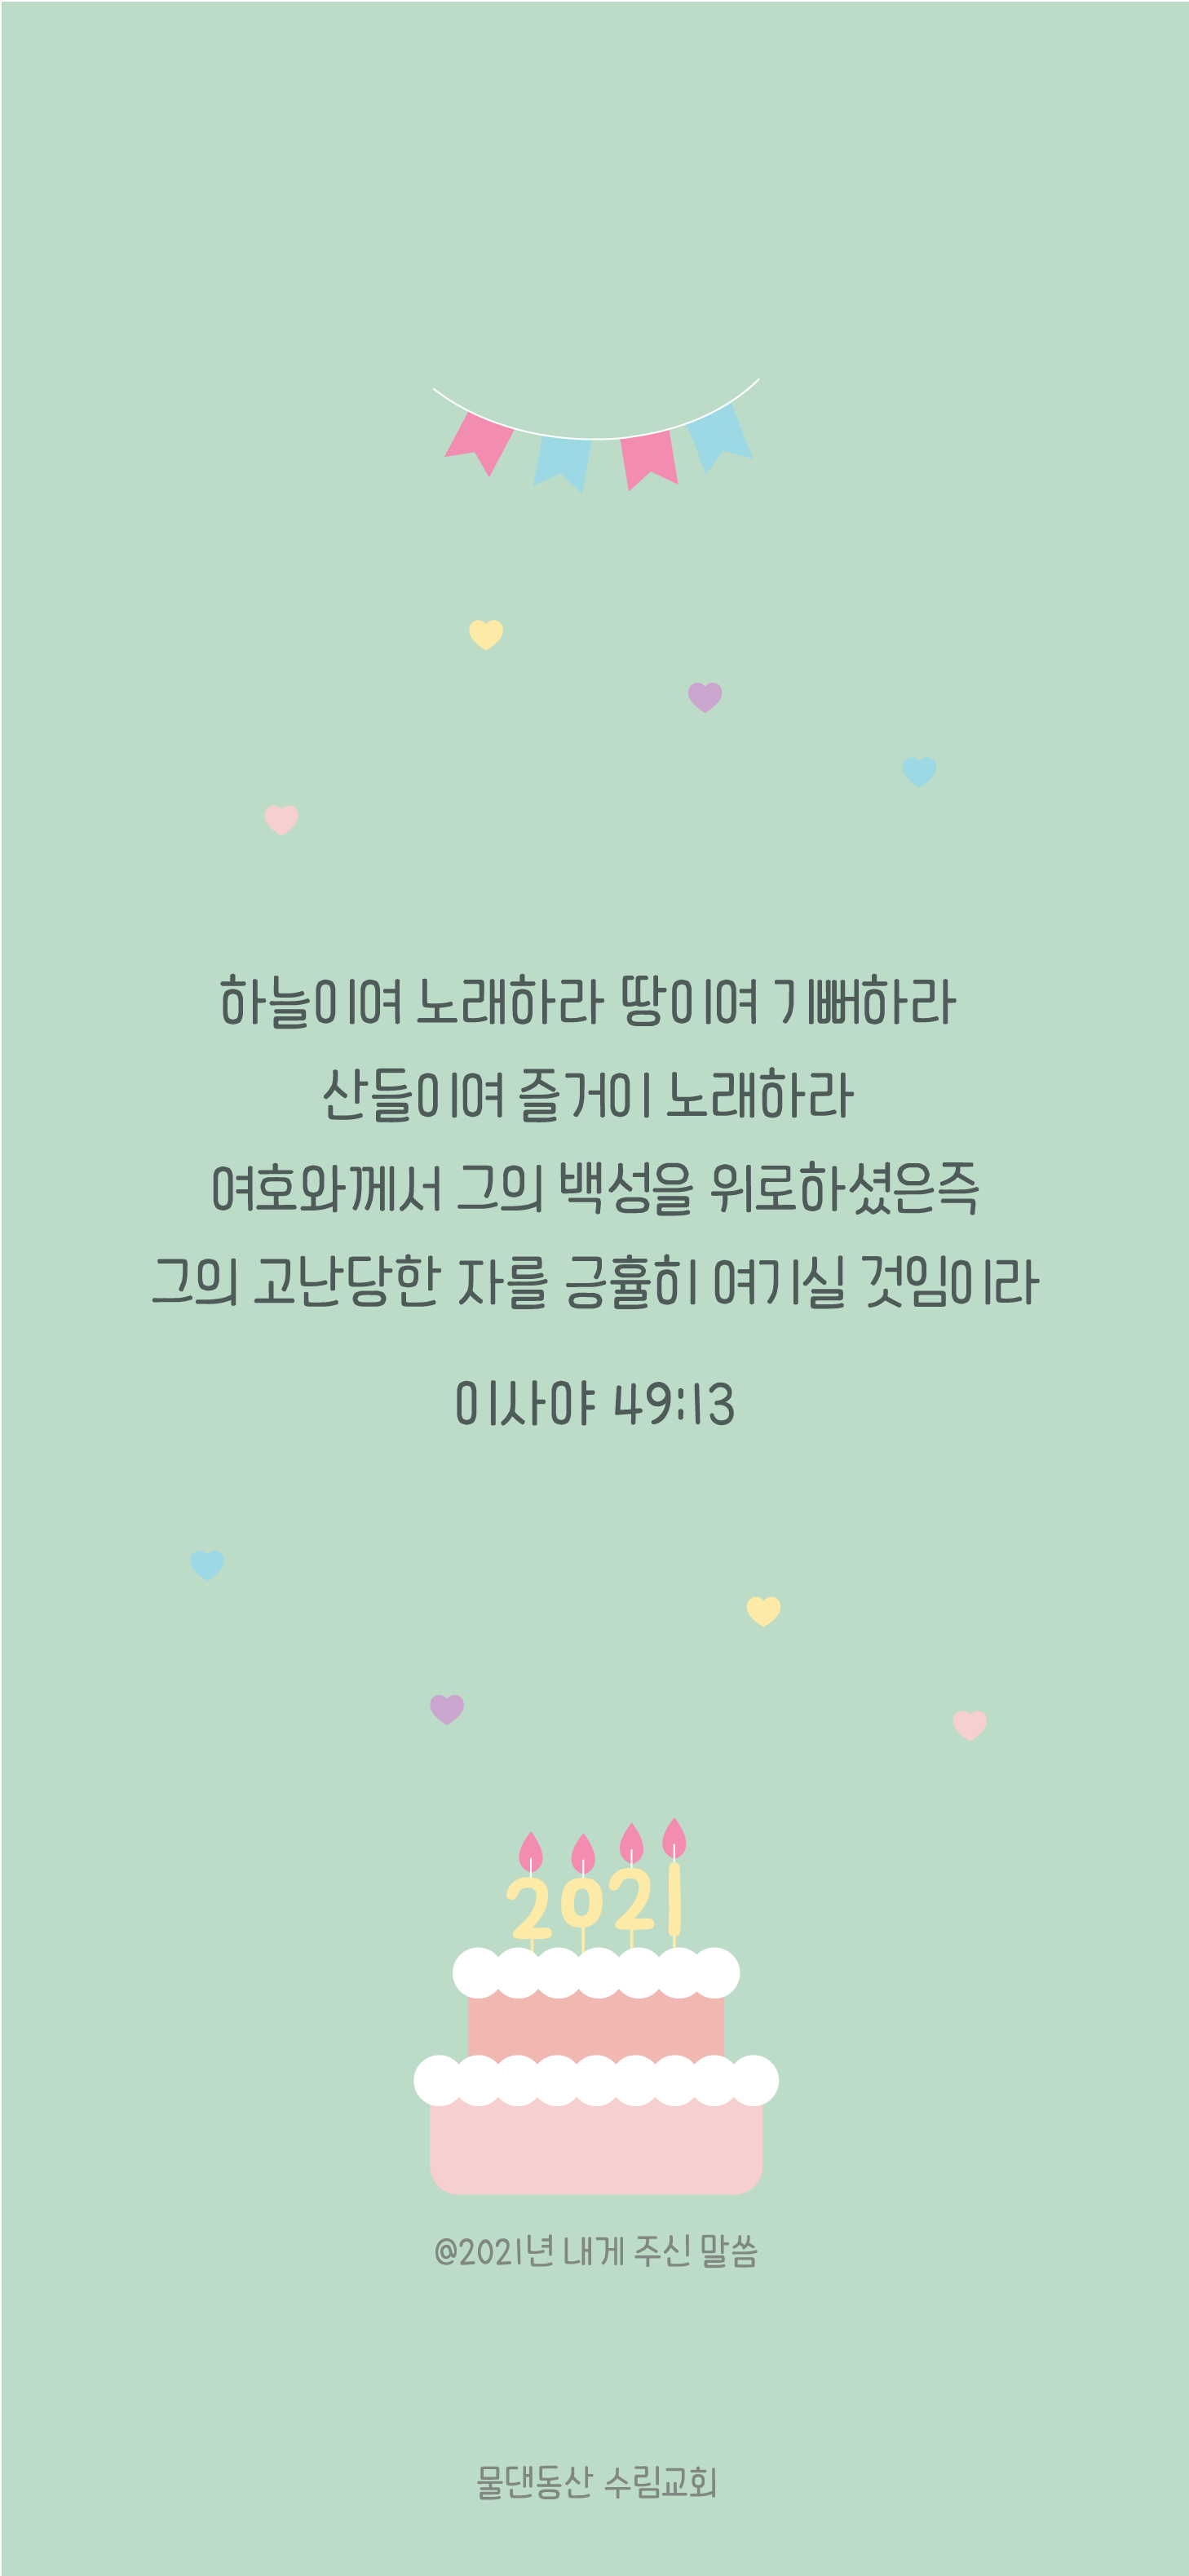 하늘이여 노래하라 땅이여 기뻐하라
산들이여 즐거이 노래하라
여호와께서 그의 백성을 위로하셨은즉
그의 고난당한 자를 긍휼히 여기실 것임이라
이사야 49:13
2021
@2021년 내게 주신 말씀
물댄동산 수림교회